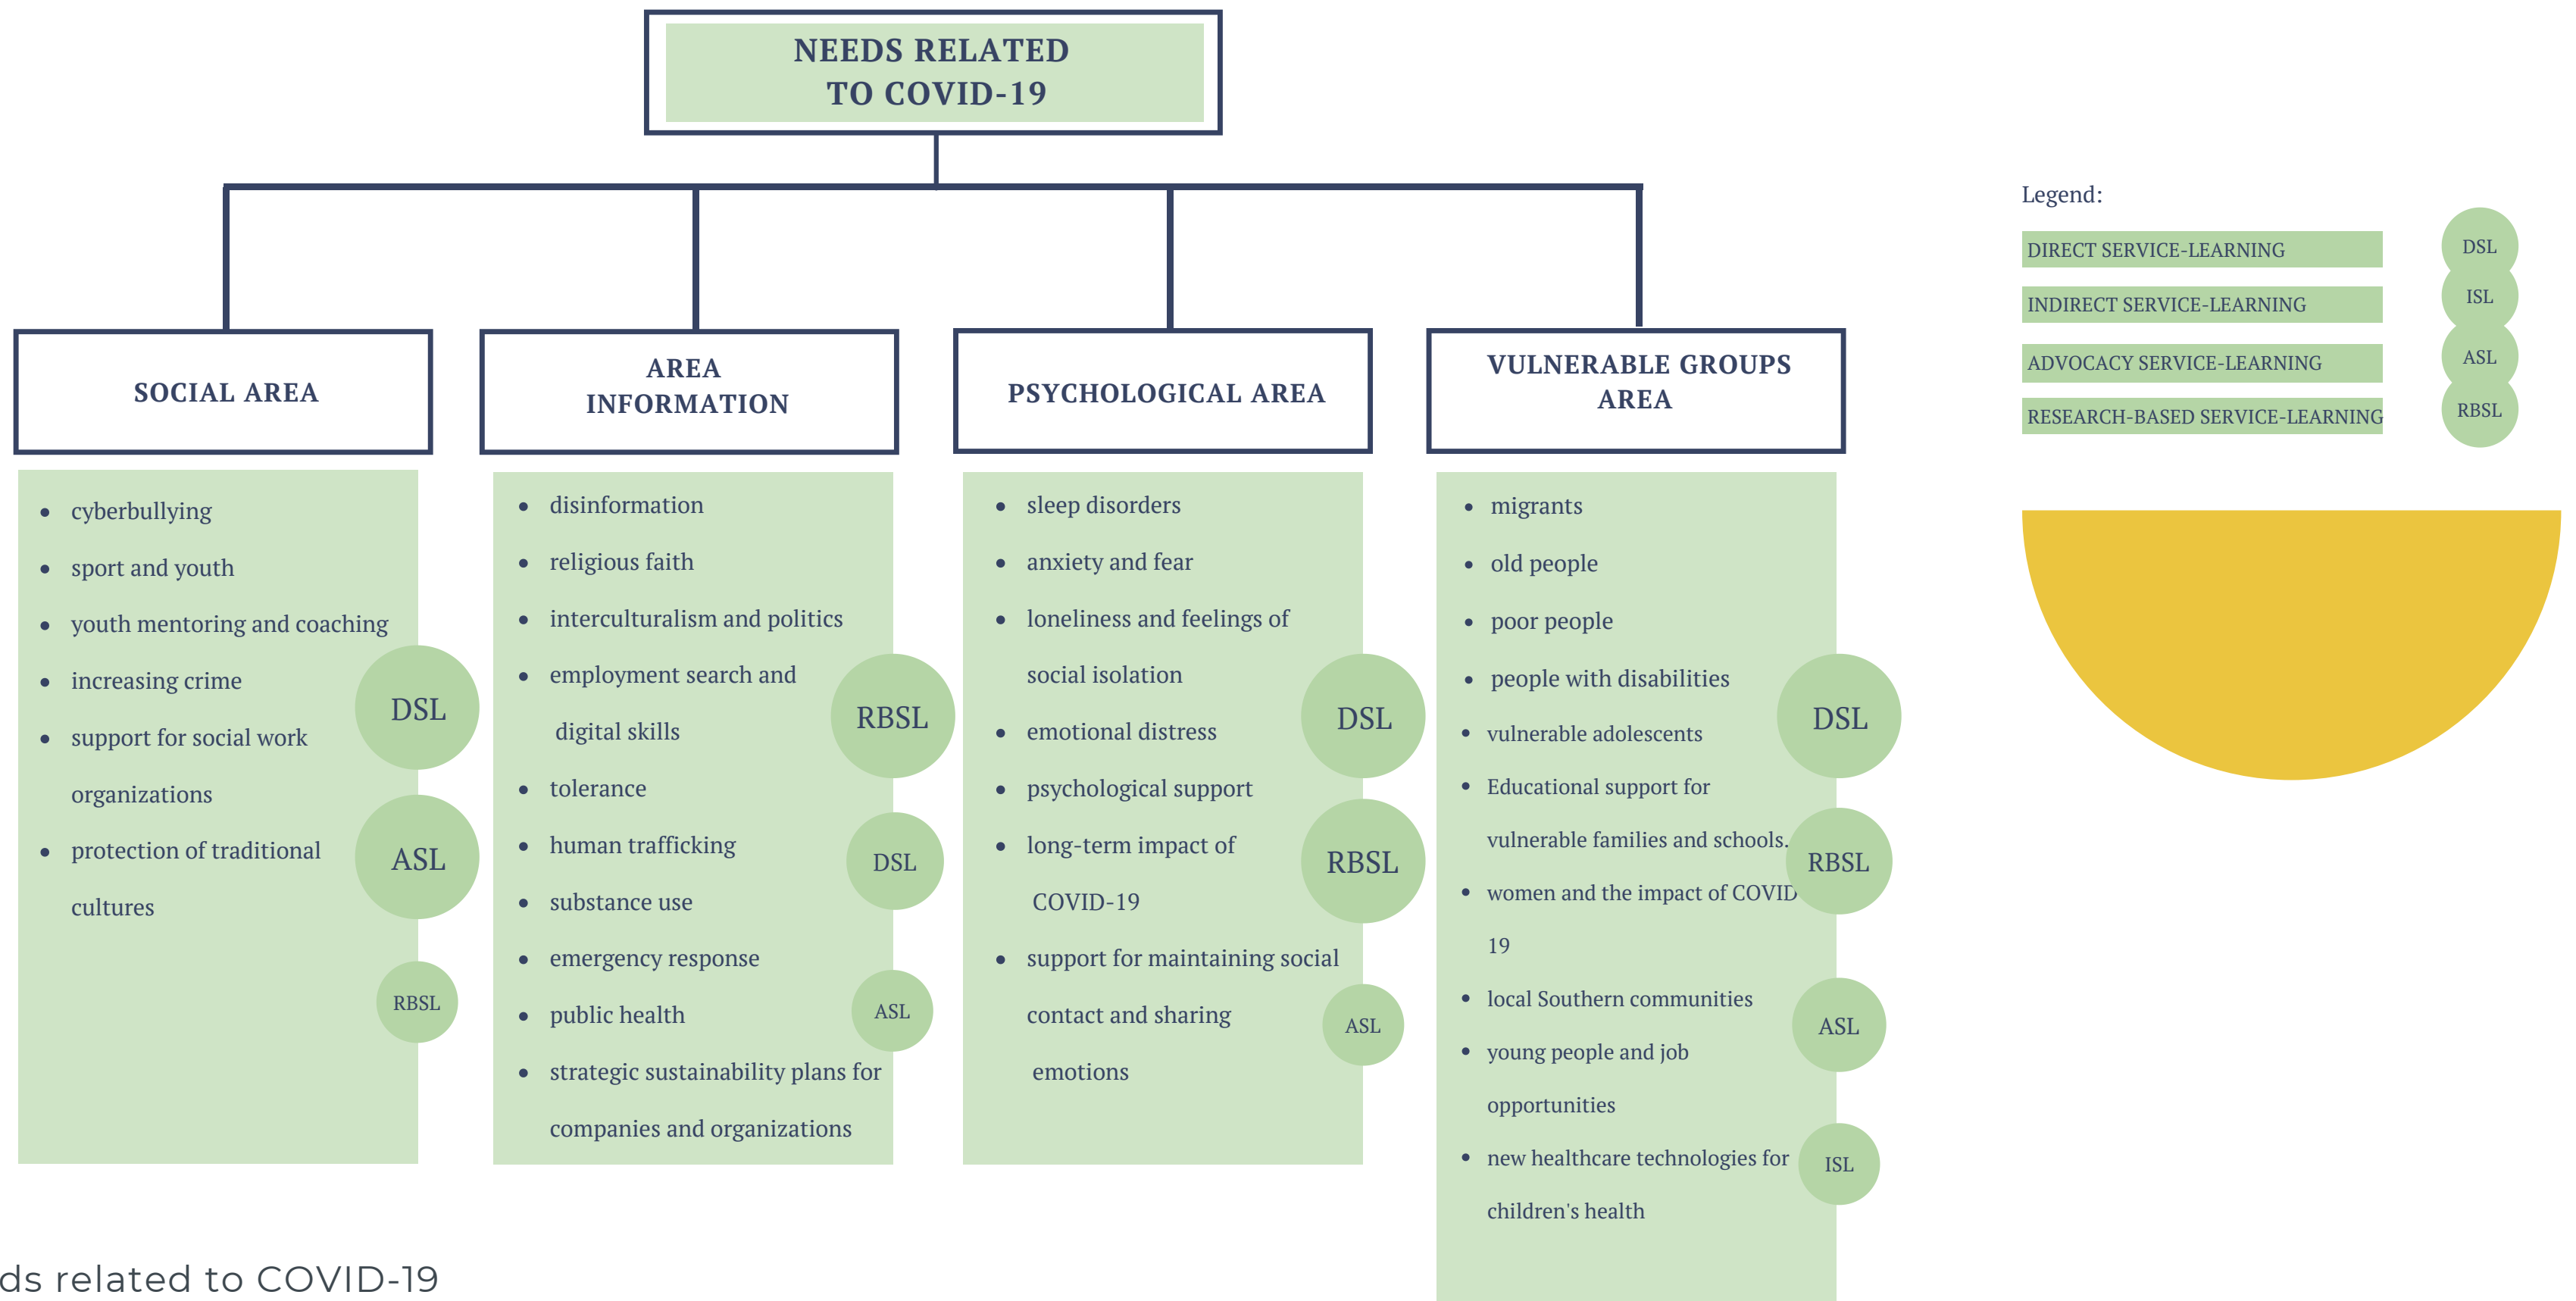 NEEDS RELATED
TO COVID-19
SOCIAL AREA
cyberbullying
sport and youth
youth mentoring and coaching
increasing crime
support for social work
organizations
protection of traditional
cultures
DSL
ASL
RBSL
AREA
INFORMATION
disinformation
religious faith
interculturalism and politics
employment search and
digital skills
tolerance
human trafficking
substance use
emergency response
public health
strategic sustainability plans for
companies and organizations
RBSL
DSL
ASL
PSYCHOLOGICAL AREA
sleep disorders
anxiety and fear
loneliness and feelings of
social isolation
emotional distress
psychological support
long-term impact of
COVID-19
support for maintaining social
contact and sharing
emotions
DSL
RBSL
ASL
VULNERABLE GROUPS
AREA
migrants
old people
poor people
people with disabilities
vulnerable adolescents
Educational support for
vulnerable families and schools.
women and the impact of COVID
19
local Southern communities
young people and job
opportunities
new healthcare technologies for
children's health
DSL
RBSL
ASL
ISL
Legend:
DIRECT SERVICE-LEARNING DSL
INDIRECT SERVICE-LEARNING ISL
ADVOCACY SERVICE-LEARNING ASL
RESEARCH-BASED SERVICE-LEARNING RBSL
ds related to COVID-19